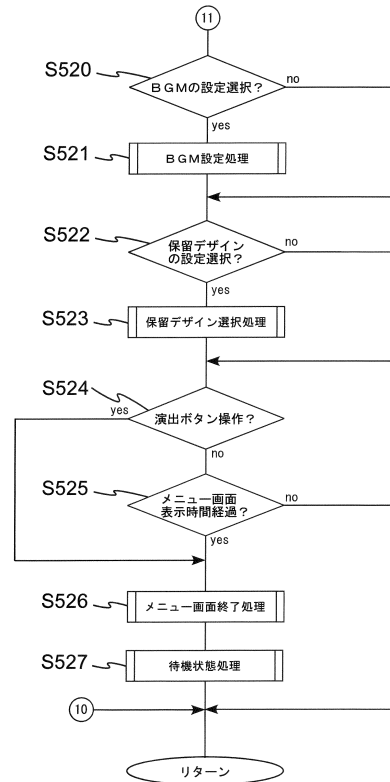 11
S520
BGMの設定選択？
no
yes
S521
BGM設定処理
S522
保留デザイン
の設定選択？
no
yes
S523
保留デザイン選択処理
S524
yes
演出ボタン操作？
no
S525
メニュー画面
表示時間経過？
no
yes
S526
メニュー画面終了処理
S527
待機状態処理
10
リターン